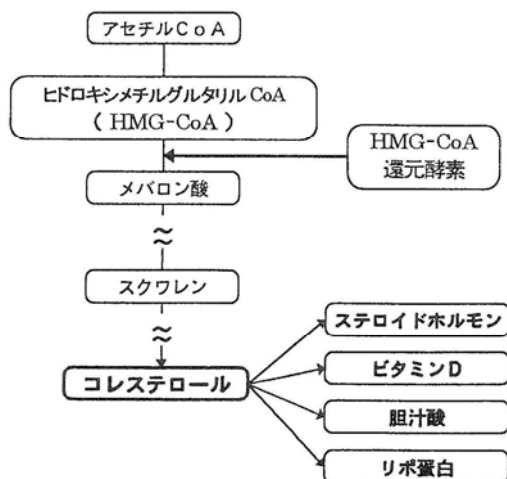 アセチルCoA
ヒドロキシメチルグルタリルCoA
( HMG-CoA )
HMG-CoA
還元酵素
メバロン酸
スクワレン
ステロイドホルモン
ビタミンD
コレステロール
胆汁酸
リポ蛋白